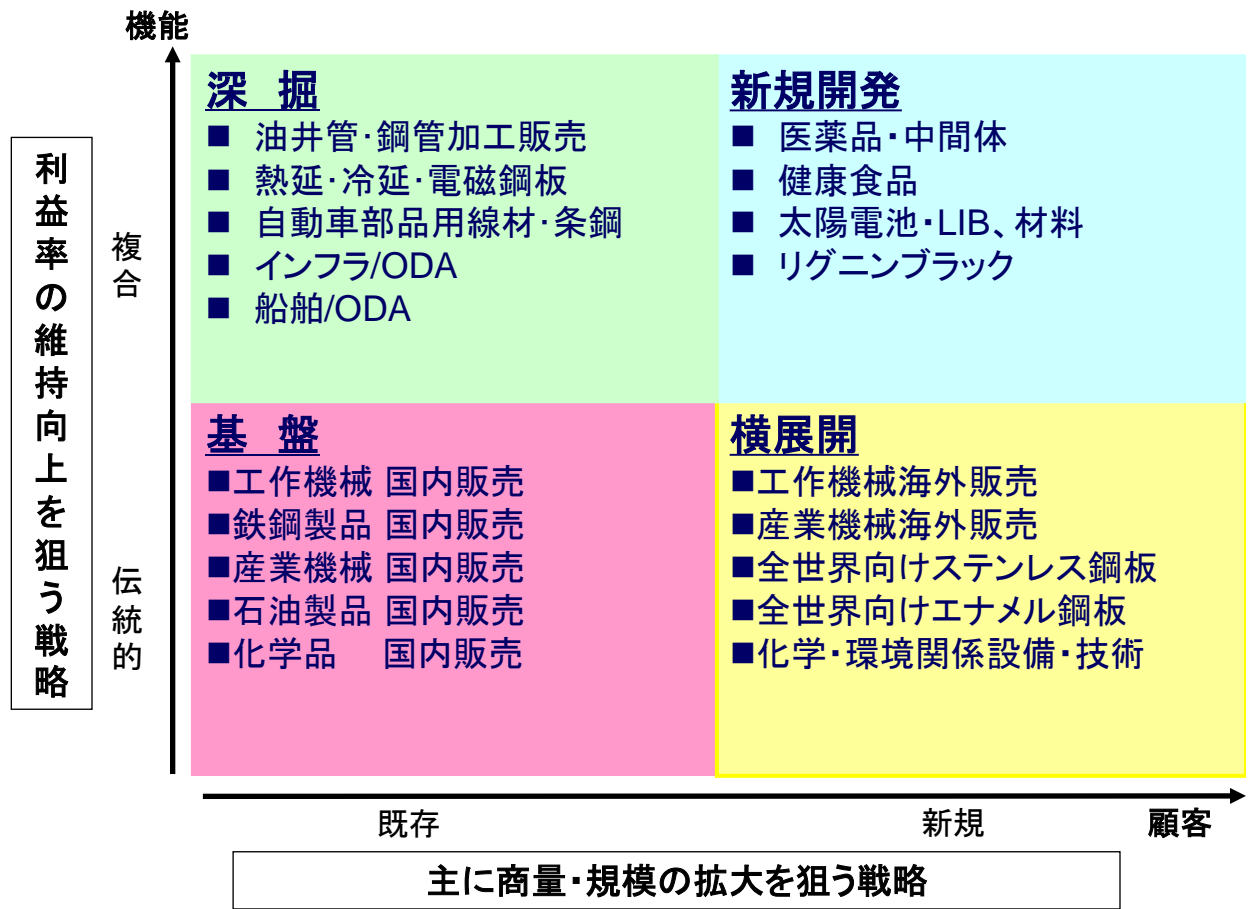 機能
利益率の維持向上を狙う戦略
複合
伝統的
深 掘
■ 油井管･鋼管加工販売
■ 熱延･冷延･電磁鋼板
■ 自動車部品用線材･条鋼
■ インフラ/ODA
■ 船舶/ODA
新規開発
■ 医薬品・中間体
■ 健康食品
■ 太陽電池・LIB、材料
■ リグニンブラック
基 盤
■工作機械 国内販売
■鉄鋼製品 国内販売
■産業機械 国内販売
■石油製品 国内販売
■化学品 国内販売
横展開
■工作機械海外販売
■産業機械海外販売
■全世界向けステンレス鋼板
■全世界向けエナメル鋼板
■化学・環境関係設備・技術
既存 新規 顧客
主に商量・規模の拡大を狙う戦略